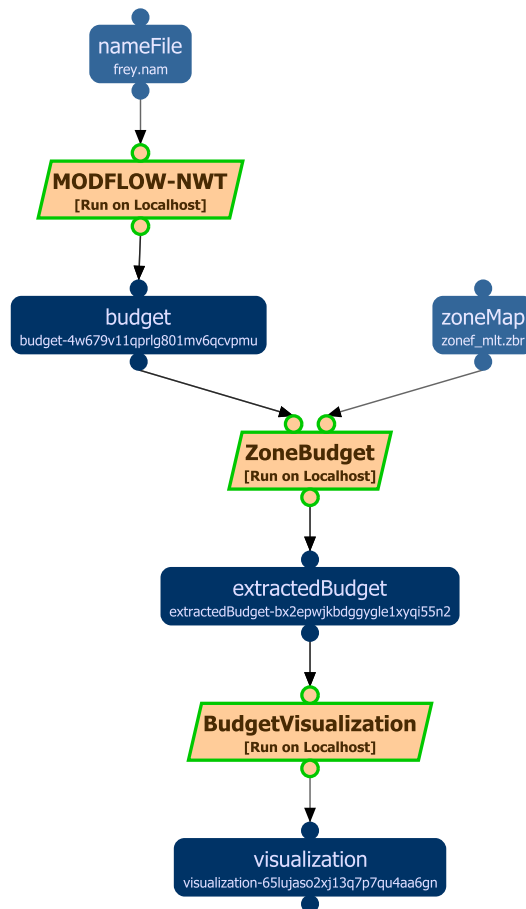 nameFile
frey.nam
MODFLOW-NWT
[Run on Localhost]
budget
budget-4w679v11qprlg801mv6qcvpmu
zoneMap
zonef_mlt.zbr
ZoneBudget
[Run on Localhost]
extractedBudget
extractedBudget-bx2epwjkbdggygle1xyqi55n2
BudgetVisualization
[Run on Localhost]
visualization
visualization-65lujaso2xj13q7p7qu4aa6gn